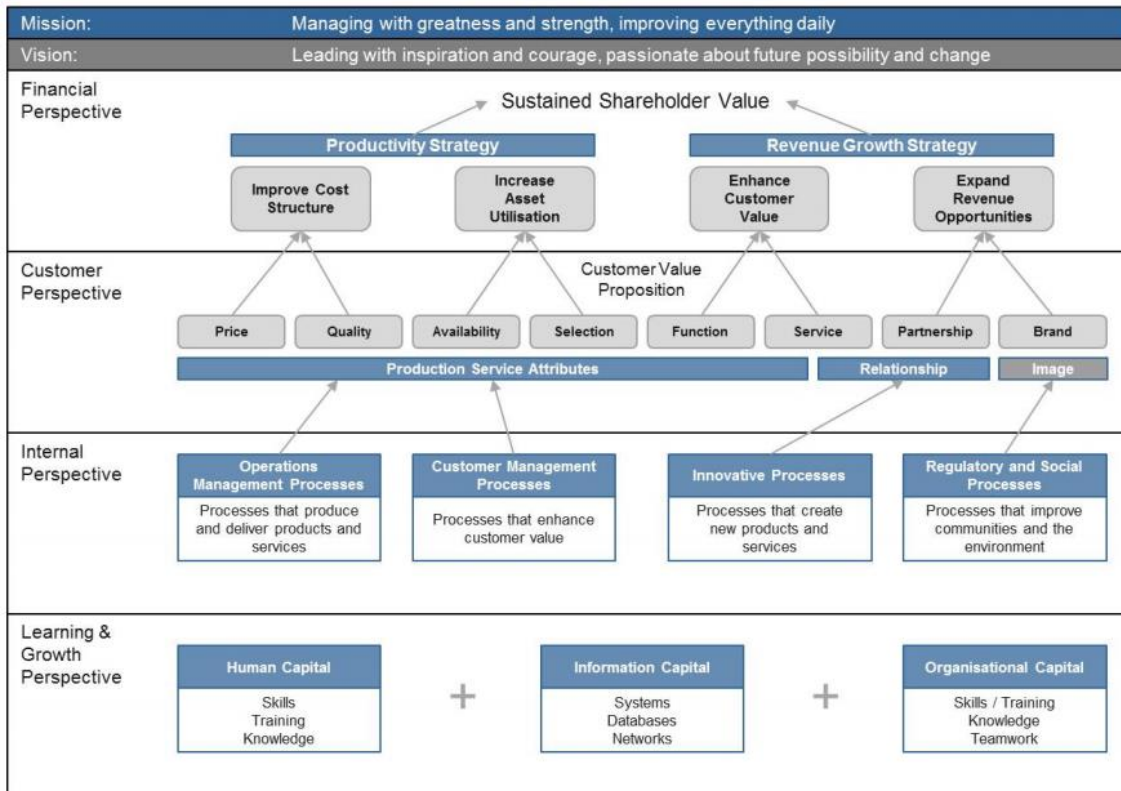 Mission: Managing with greatness and strength, improving everything daily
Vision: Leading with inspiration and courage, passionate about future possibility and change
Financial
Perspective
Sustained Shareholder Value
Productivity Strategy
Revenue Growth Strategy
Improve Cost
Structure
Increase
Asset
Utilisation
Enhance
Customer
Value
Expand
Revenue
Opportunities
Customer
Perspective
Customer Value
Proposition
Price
Quality
Availability
Selection
Function
Service
Partnership
Brand
Production Service Attributes
Relationship
Image
Internal
Perspective
Operations
Management Processes
Processes that produce
and deliver products and
services
Customer Management
Processes
Processes that enhance
customer value
Innovative Processes
Processes that create
new products and
services
Regulatory and Social
Processes
Processes that improve
communities and the
environment
Learning &
Growth
Perspective
Human Capital
Skills
Training
Knowledge
+
Information Capital
Systems
Databases
Networks
+
Organisational Capital
Skills / Training
Knowledge
Teamwork